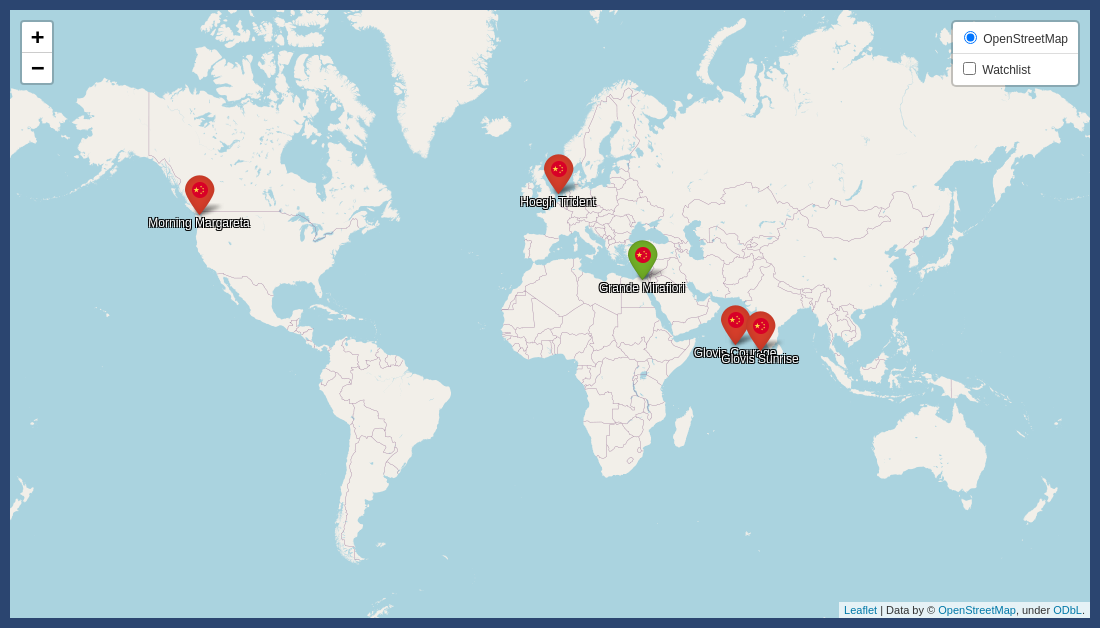 +
−
OpenStreetMap
Watchlist
Hoegh Trident
Morning Margareta
Grande Mirafiori
Glovis Courage
Glovis Sunrise
Leaflet | Data by © OpenStreetMap, under ODbL.